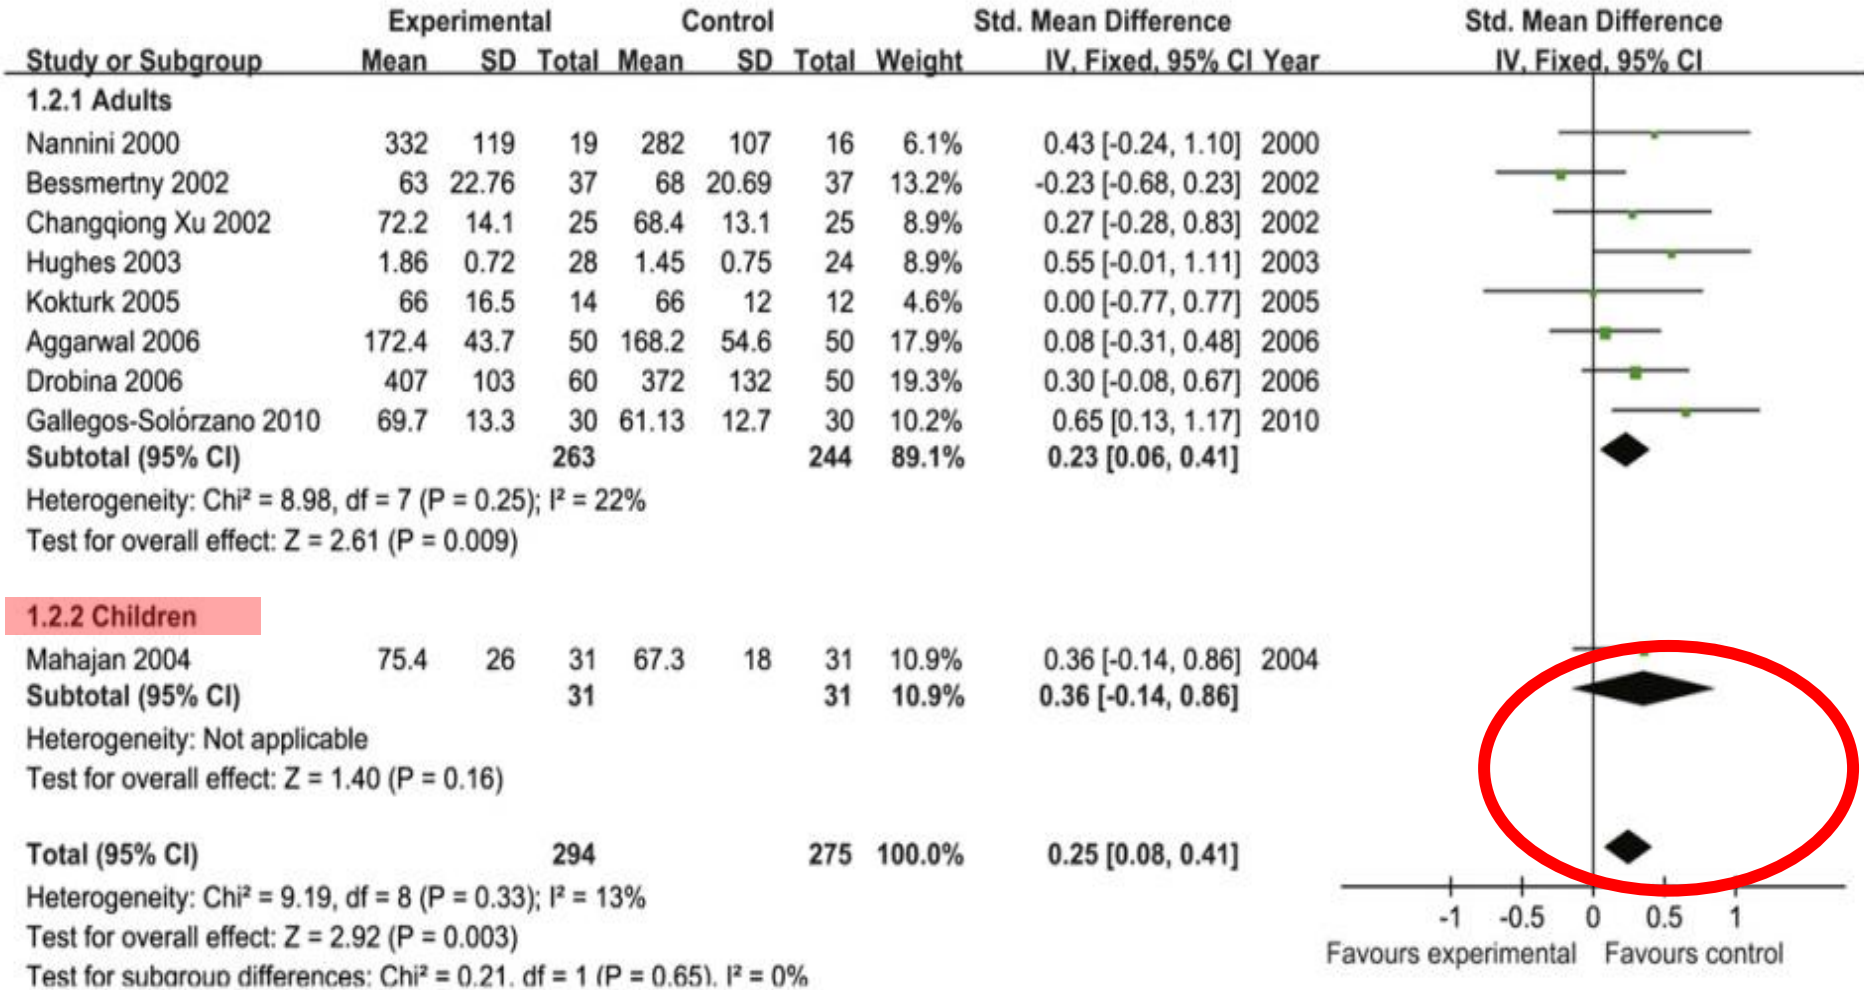 Experimental Control Std. Mean Difference Std. Mean Difference
Study or Subgroup Mean SD Total Mean SD Total Weight IV, Fixed, 95% CI Year IV, Fixed, 95% CI
1.2.1 Adults
Nannini 2000 332 119 19 282 107 16 6.1% 0.43 [-0.24, 1.10] 2000
Bessmertny 2002 63 22.76 37 68 20.69 37 13.2% -0.23 [-0.68, 0.23] 2002
Changqiong Xu 2002 72.2 14.1 25 68.4 13.1 25 8.9% 0.27 [-0.28, 0.83] 2002
Hughes 2003 1.86 0.72 28 1.45 0.75 24 8.9% 0.55 [-0.01, 1.11] 2003
Kokturk 2005 66 16.5 14 66 12 12 4.6% 0.00 [-0.77, 0.77] 2005
Aggarwal 2006 172.4 43.7 50 168.2 54.6 50 17.9% 0.08 [-0.31, 0.48] 2006
Drobina 2006 407 103 60 372 132 50 19.3% 0.30 [-0.08, 0.67] 2006
Gallegos-Solórzano 2010 69.7 13.3 30 61.13 12.7 30 10.2% 0.65 [0.13, 1.17] 2010
Subtotal (95% CI) 263 244 89.1% 0.23 [0.06, 0.41]
Heterogeneity: Chi² = 8.98, df = 7 (P = 0.25); I² = 22%
Test for overall effect: Z = 2.61 (P = 0.009)
1.2.2 Children
Mahajan 2004 75.4 26 31 67.3 18 31 10.9% 0.36 [-0.14, 0.86] 2004
Subtotal (95% CI) 31 31 10.9% 0.36 [-0.14, 0.86]
Heterogeneity: Not applicable
Test for overall effect: Z = 1.40 (P = 0.16)
Total (95% CI) 294 275 100.0% 0.25 [0.08, 0.41]
Heterogeneity: Chi² = 9.19, df = 8 (P = 0.33); I² = 13%
Test for overall effect: Z = 2.92 (P = 0.003)
Test for subgroup differences: Chi² = 0.21, df = 1 (P = 0.65), I² = 0%
-1 -0.5 0 0.5 1
Favours experimental Favours control